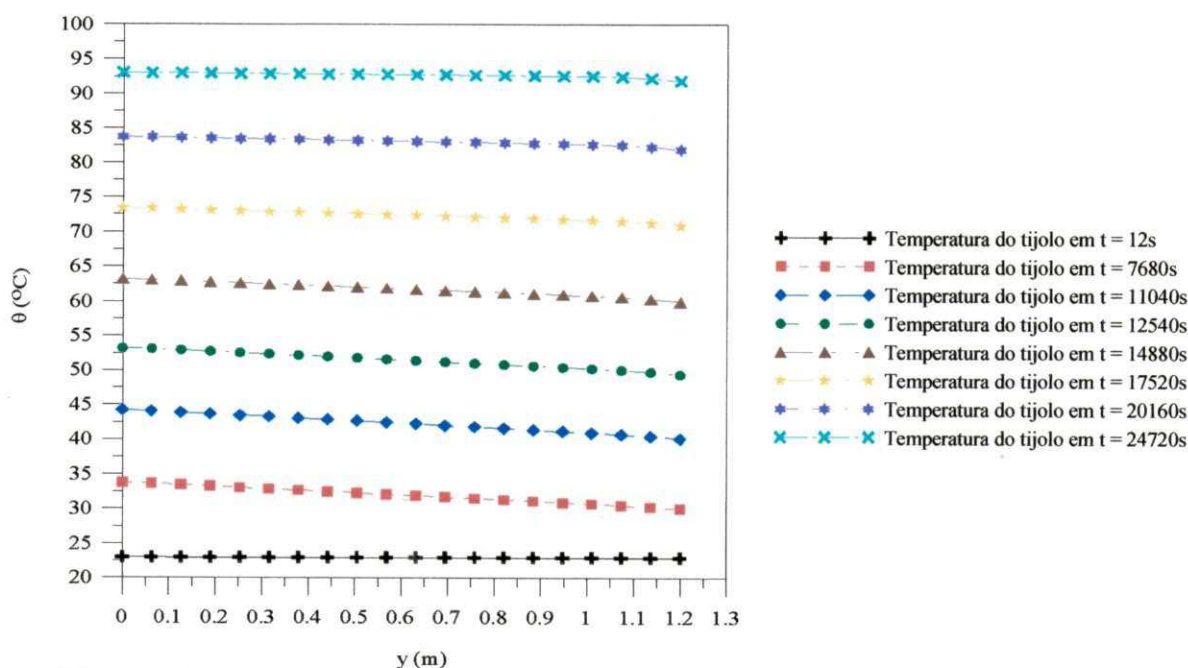 100
95
90
85
80
75
70
65
60
55
50
45
40
35
30
25
20
θ (ºC)
0 0.1 0.2 0.3 0.4 0.5 0.6 0.7 0.8 0.9 1 1.1 1.2 1.3
y (m)
Temperatura do tijolo em t = 12s
Temperatura do tijolo em t = 7680s
Temperatura do tijolo em t = 11040s
Temperatura do tijolo em t = 12540s
Temperatura do tijolo em t = 14880s
Temperatura do tijolo em t = 17520s
Temperatura do tijolo em t = 20160s
Temperatura do tijolo em t = 24720s